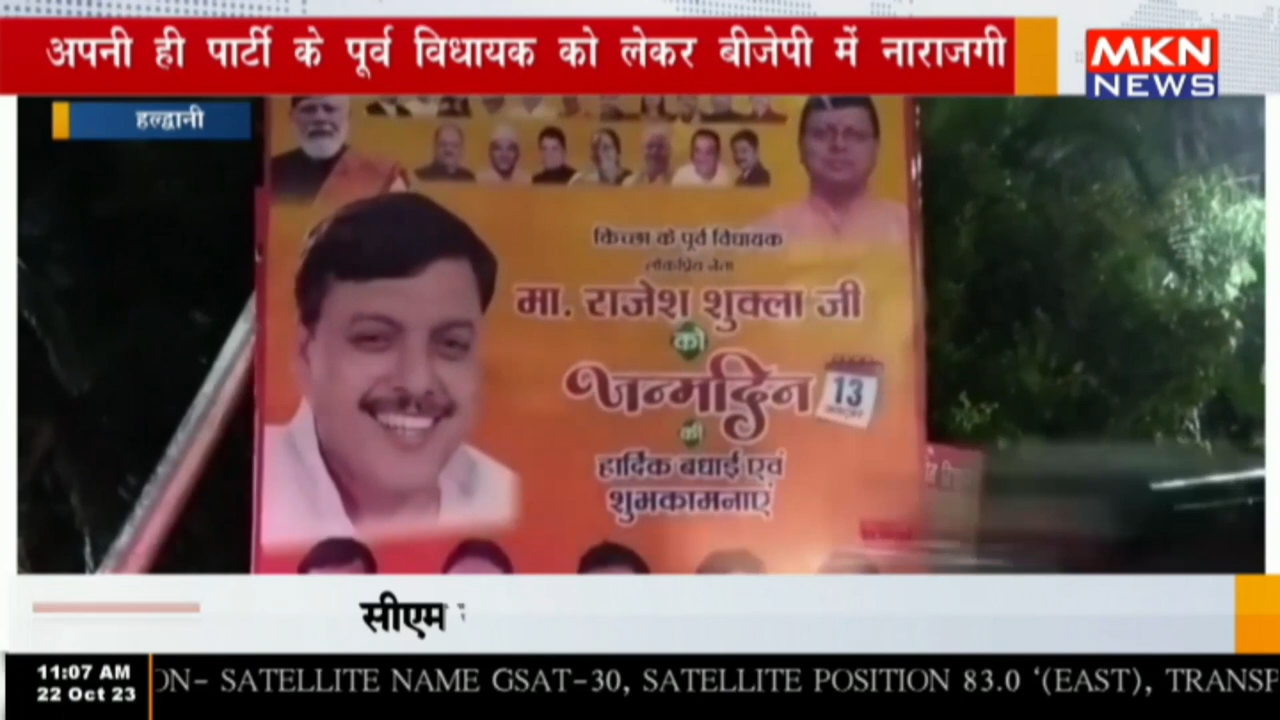 अपनी ही पार्टी के पूर्व विधायक को लेकर बीजेपी में नाराजगी
MKN
NEWS
हल्द्वानी
किच्छा के पूर्व विधायक
लोकप्रिय नेता
मा. राजेश शुक्ला जी
को
जन्मदिन
13
की
हार्दिक बधाई एवं
शुभकामनाएं
सीएम
11:07 AM
22 Oct 23
ON- SATELLITE NAME GSAT-30, SATELLITE POSITION 83.0 ‘(EAST), TRANSP